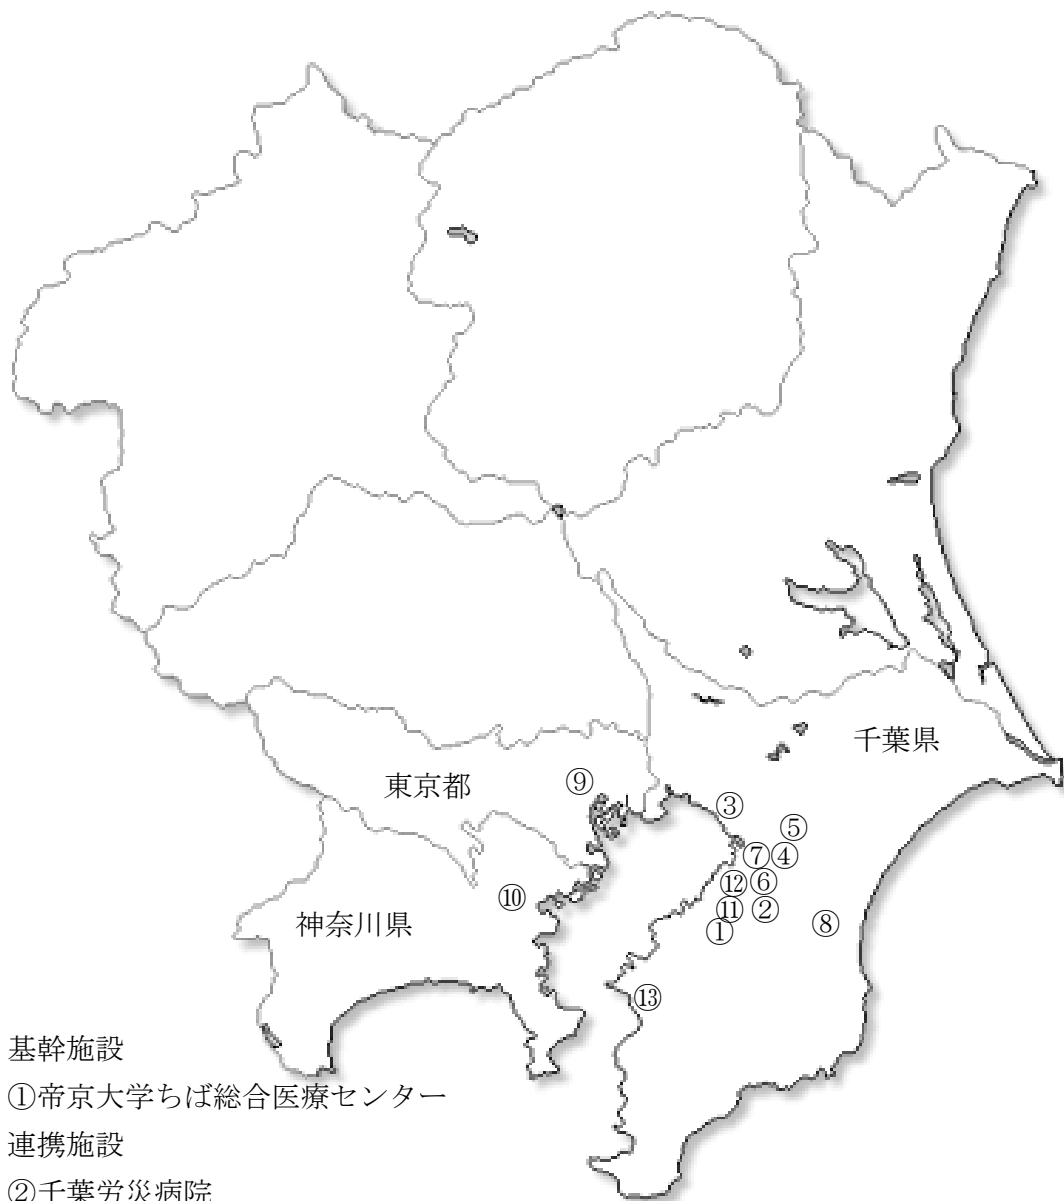 千葉県
東京都
⑨
③
⑤
⑦④
⑫⑥
⑩
⑪②
神奈川県
①
⑧
⑬
基幹施設
①帝京大学ちば総合医療センター
連携施設
②千葉労災病院